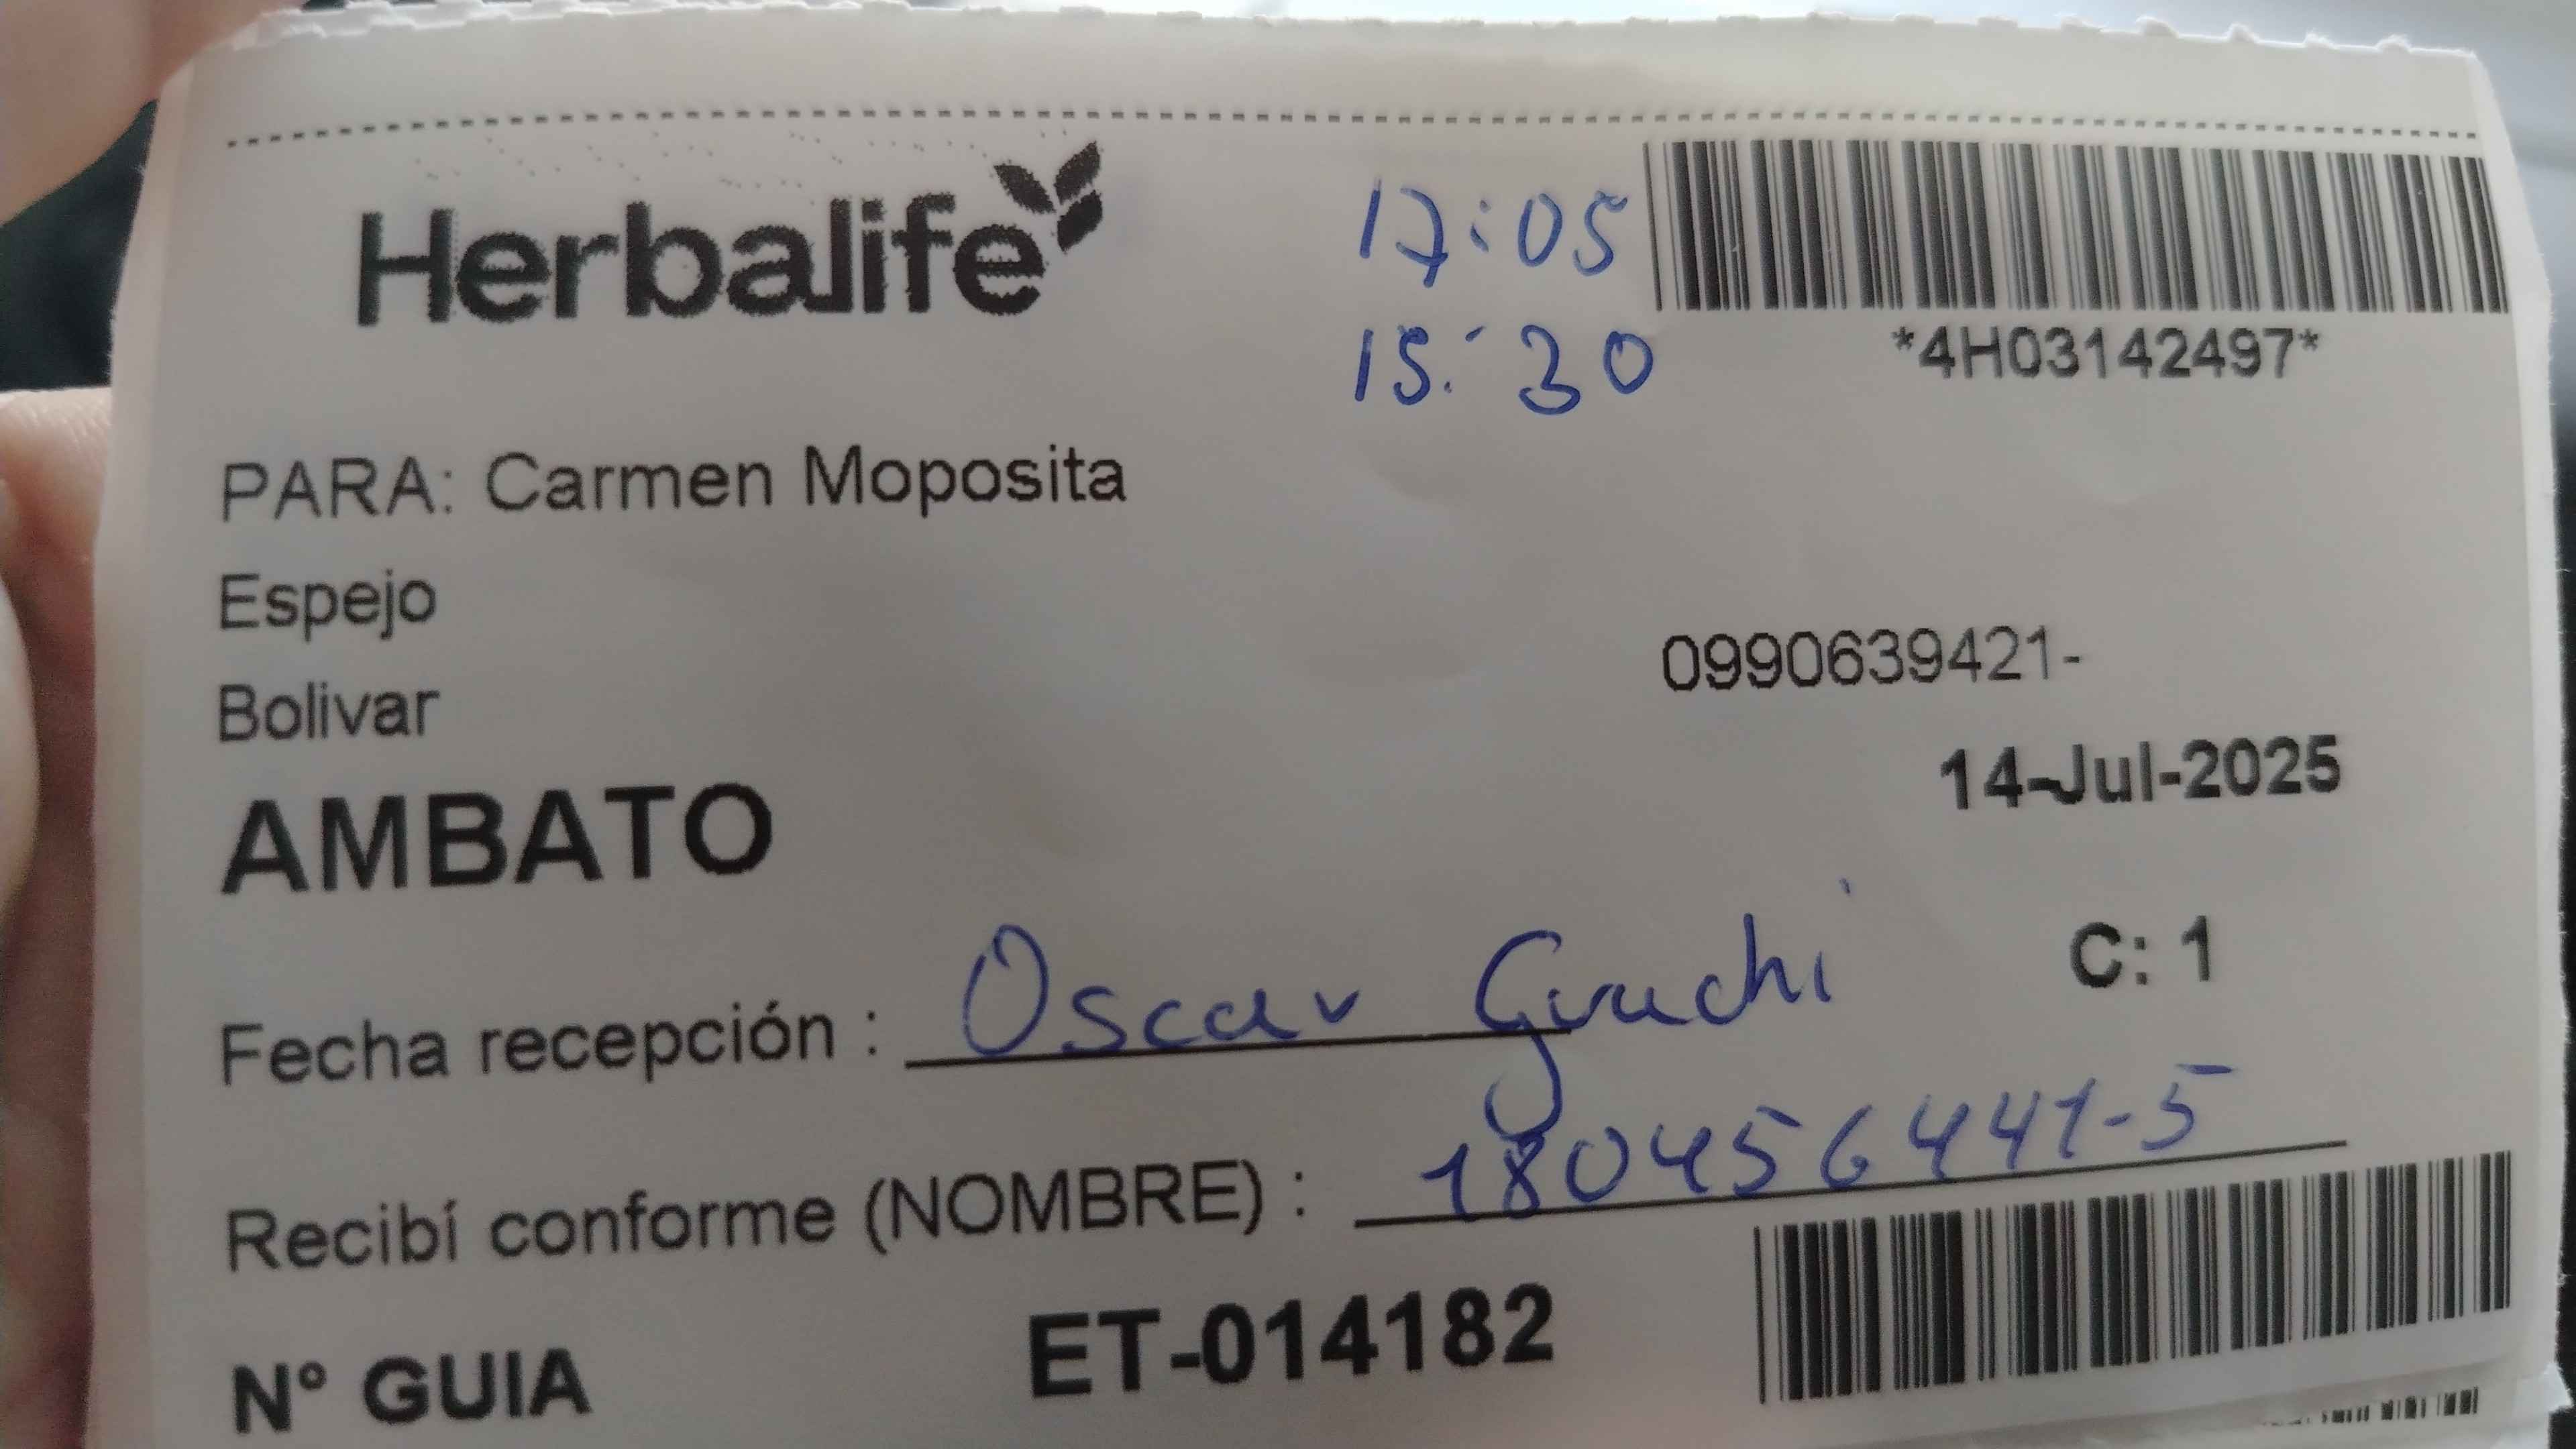 Herbalife
17:05
15:30
*4H03142497*
PARA: Carmen Moposita
Espejo
0990639421-
Bolivar
14-Jul-2025
AMBATO
C: 1
Fecha recepción : Oscar Guachi
Recibí conforme (NOMBRE) : 180456441-5
N° GUIA ET-014182